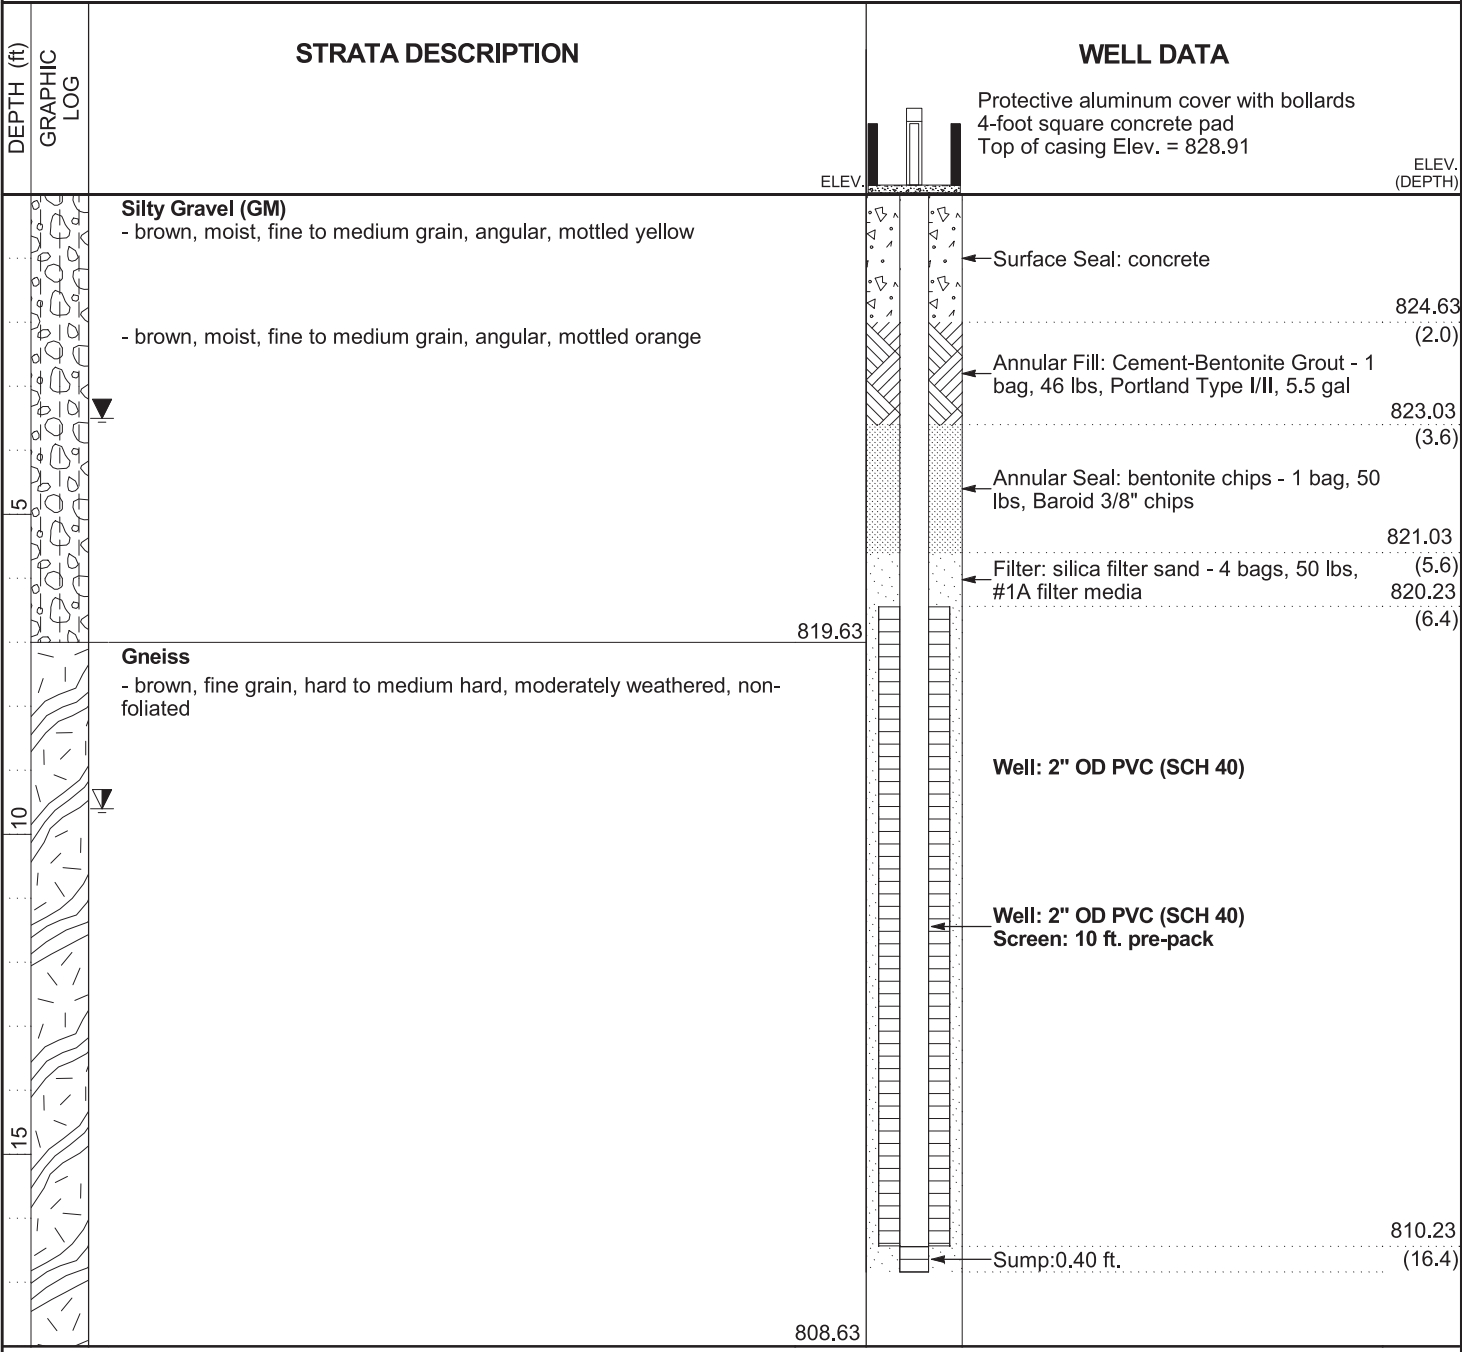 DEPTH (ft)
GRAPHIC
LOG
STRATA DESCRIPTION
ELEV.
WELL DATA
Protective aluminum cover with bollards
4-foot square concrete pad
Top of casing Elev. = 828.91
ELEV.
(DEPTH)
Silty Gravel (GM)
- brown, moist, fine to medium grain, angular, mottled yellow
Surface Seal: concrete
824.63
(2.0)
- brown, moist, fine to medium grain, angular, mottled orange
Annular Fill: Cement-Bentonite Grout - 1
bag, 46 lbs, Portland Type I/II, 5.5 gal
823.03
(3.6)
5
Annular Seal: bentonite chips - 1 bag, 50
lbs, Baroid 3/8" chips
821.03
(5.6)
Filter: silica filter sand - 4 bags, 50 lbs,
#1A filter media
820.23
(6.4)
819.63
Gneiss
- brown, fine grain, hard to medium hard, moderately weathered, non-
foliated
Well: 2" OD PVC (SCH 40)
10
Well: 2" OD PVC (SCH 40)
Screen: 10 ft. pre-pack
15
810.23
(16.4)
Sump:0.40 ft.
808.63